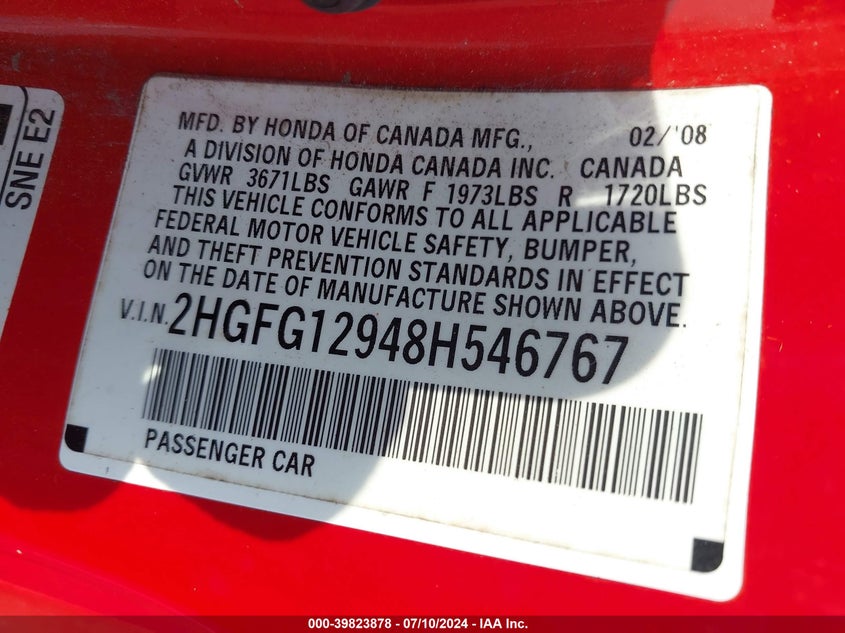 SNE E2
MFD. BY HONDA OF CANADA MFG., 02/'08
A DIVISION OF HONDA CANADA INC. CANADA
GVWR 3671LBS GAWR F 1973LBS R 1720LBS
THIS VEHICLE CONFORMS TO ALL APPLICABLE
FEDERAL MOTOR VEHICLE SAFETY, BUMPER,
AND THEFT PREVENTION STANDARDS IN EFFECT
ON THE DATE OF MANUFACTURE SHOWN ABOVE.
V.I.N. 2HGFG12948H546767
PASSENGER CAR
000-39823878 - 07/10/2024 - IAA Inc.